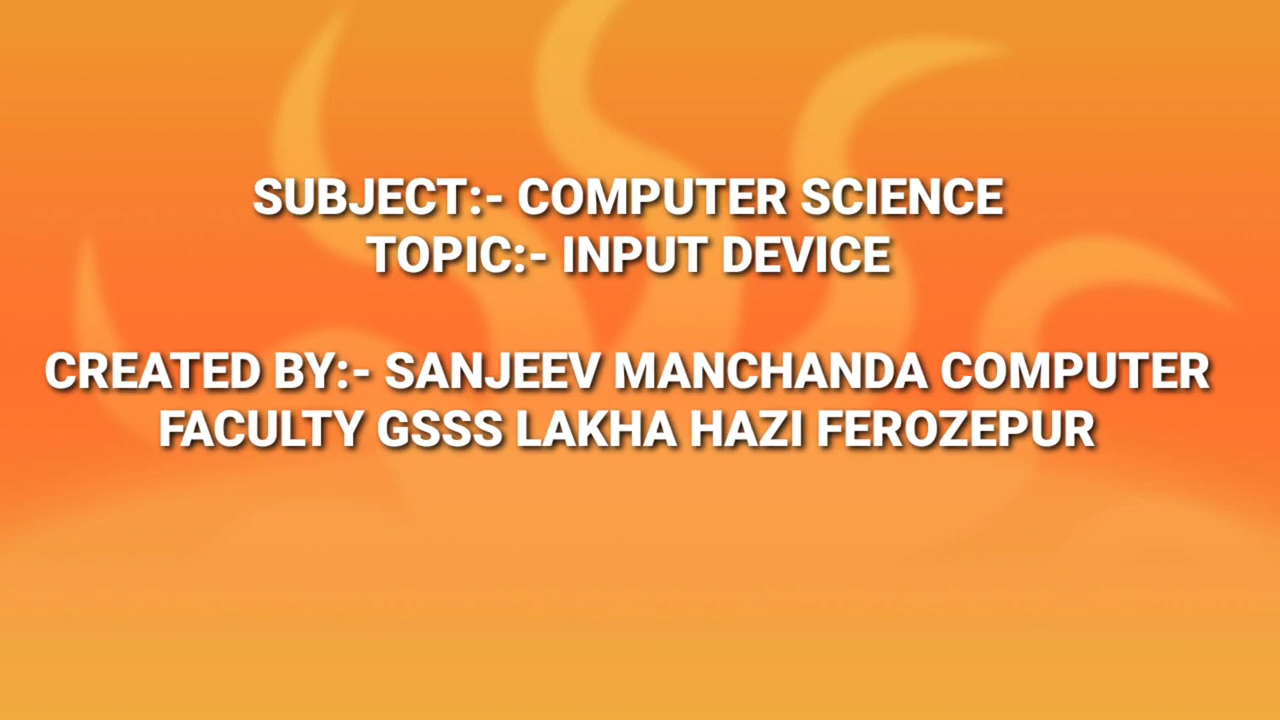 SUBJECT:- COMPUTER SCIENCE
TOPIC:- INPUT DEVICE
CREATED BY:- SANJEEV MANCHANDA COMPUTER
FACULTY GSSS LAKHA HAZI FEROZEPUR